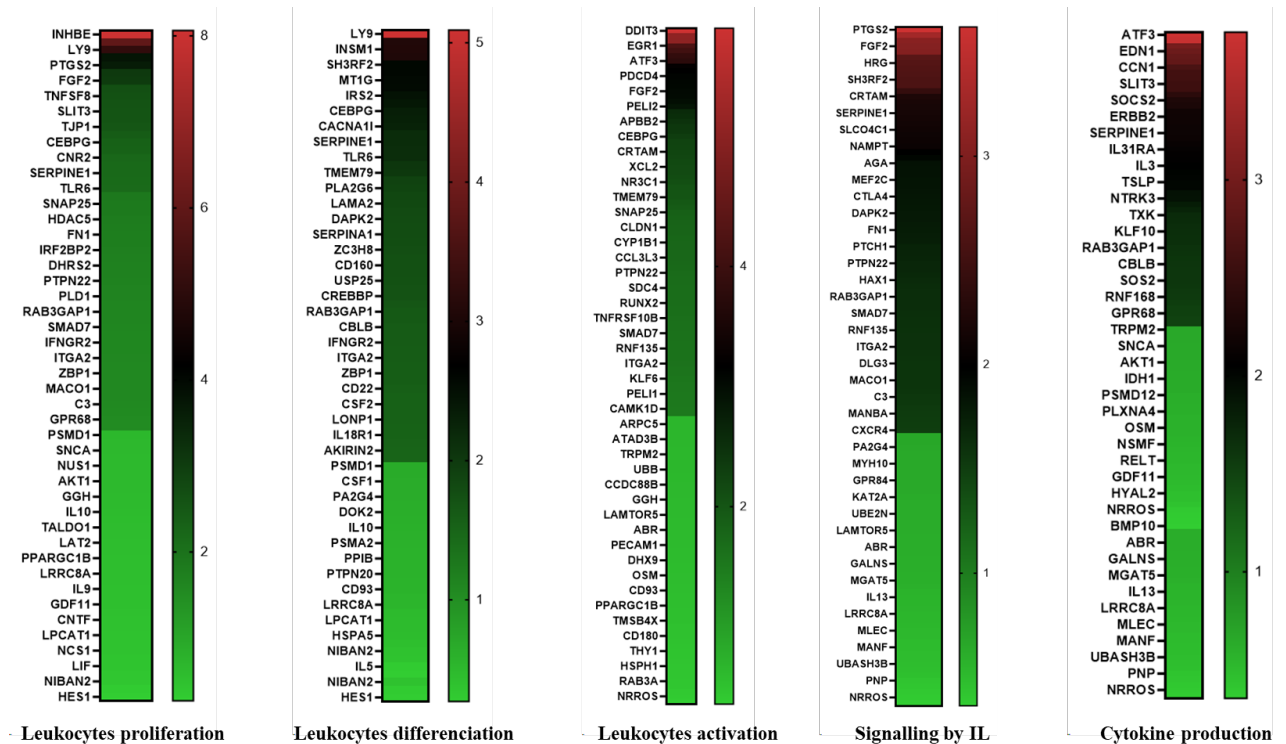 INHBE
LY9
PTGS2
FGF2
TNFSF8
SLIT3
TJP1
CEBPG
CNR2
SERPINE1
TLR6
SNAP25
HDAC5
FN1
IRF2BP2
DHRS2
PTPN22
PLD1
RAB3GAP1
SMAD7
IFNGR2
ITGA2
ZBP1
MACO1
C3
GPR68
PSMD1
SNCA
NUS1
AKT1
GGH
IL10
TALDO1
LAT2
PPARGC1B
LRRC8A
IL9
GDF11
CNTF
LPCAT1
NCS1
LIF
NIBAN2
HES1
8
6
4
2
Leukocytes proliferation
LY9
INSM1
SH3RF2
MT1G
IRS2
CEBPG
CACNA1I
SERPINE1
TLR6
TMEM79
PLA2G6
LAMA2
DAPK2
SERPINA1
ZC3H8
CD160
USP25
CREBBP
RAB3GAP1
CBLB
IFNGR2
ITGA2
ZBP1
CD22
CSF2
LONP1
IL18R1
AKIRIN2
PSMD1
CSF1
PA2G4
DOK2
IL10
PSMA2
PPIB
PTPN20
CD93
LRRC8A
LPCAT1
HSPA5
NIBAN2
IL5
NIBAN2
HES1
5
4
3
2
1
Leukocytes differenciation
DDIT3
EGR1
ATF3
PDCD4
FGF2
PELI2
APBB2
CEBPG
CRTAM
XCL2
NR3C1
TMEM79
SNAP25
CLDN1
CYP1B1
CCL3L3
PTPN22
SDC4
RUNX2
TNFRSF10B
SMAD7
RNF135
ITGA2
KLF6
PELI1
CAMK1D
ARPC5
ATAD3B
TRPM2
UBB
CCDC88B
GGH
LAMTOR5
ABR
PECAM1
DHX9
OSM
CD93
PPARGC1B
TMSB4X
CD180
THY1
HSPH1
RAB3A
NRROS
4
2
Leukocytes activation
PTGS2
FGF2
HRG
SH3RF2
CRTAM
SERPINE1
SLCO4C1
NAMPT
AGA
MEF2C
CTLA4
DAPK2
FN1
PTCH1
PTPN22
HAX1
RAB3GAP1
SMAD7
RNF135
ITGA2
DLG3
MACO1
C3
MANBA
CXCR4
PA2G4
MYH10
GPR84
KAT2A
UBE2N
LAMTOR5
ABR
GALNS
MGAT5
IL13
LRRC8A
MLEC
MANF
UBASH3B
PNP
NRROS
3
2
1
Signalling by IL
ATF3
EDN1
CCN1
SLIT3
SOCS2
ERBB2
SERPINE1
IL31RA
IL3
TSLP
NTRK3
TXK
KLF10
RAB3GAP1
CBLB
SOS2
RNF168
GPR68
TRPM2
SNCA
AKT1
IDH1
PSMD12
PLXNA4
OSM
NSMF
RELT
GDF11
HYAL2
NRROS
BMP10
ABR
GALNS
MGAT5
IL13
LRRC8A
MLEC
MANF
UBASH3B
PNP
NRROS
3
2
1
Cytokine production